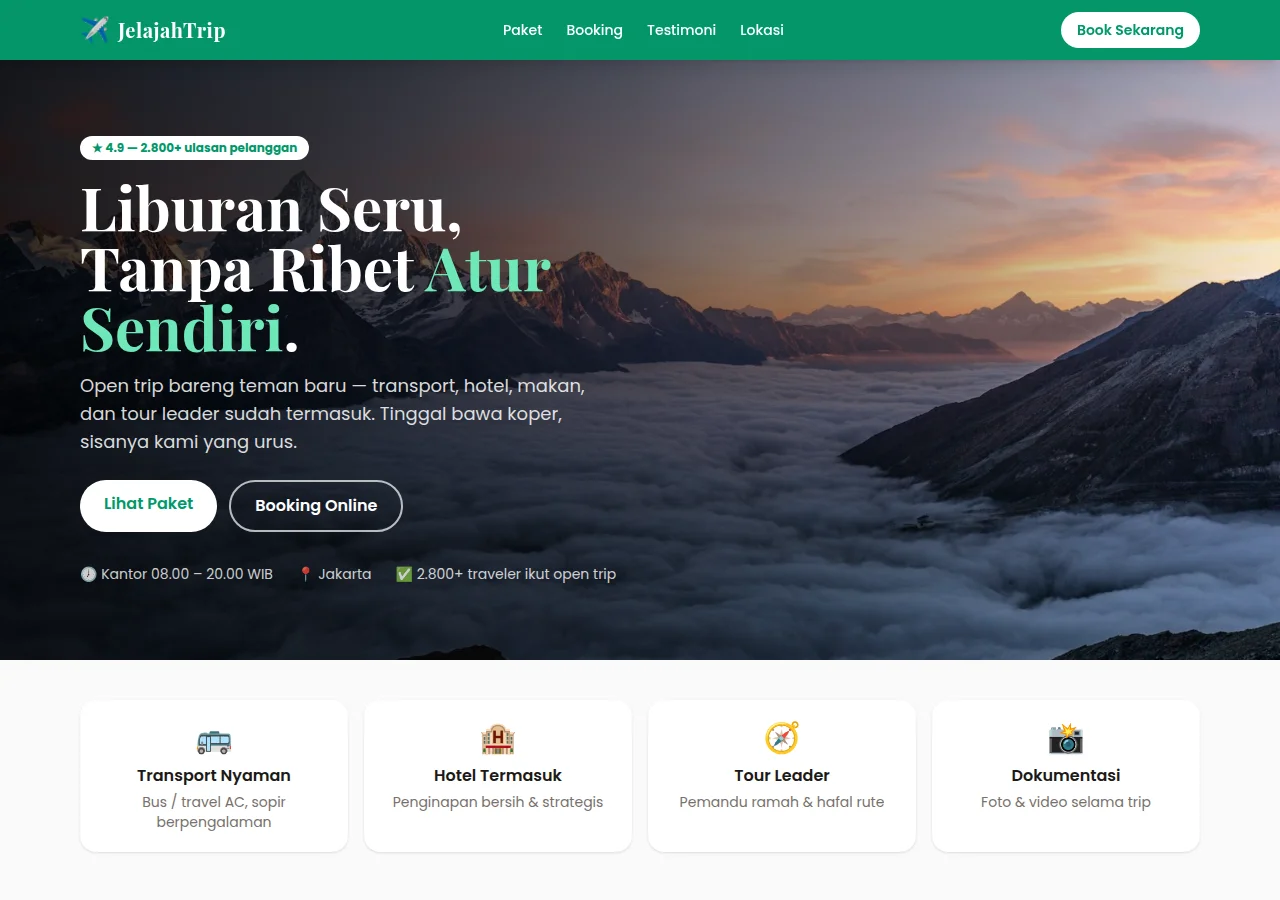 JelajahTrip
Paket
Booking
Testimoni
Lokasi
Book Sekarang
★ 4.9 — 2.800+ ulasan pelanggan
Liburan Seru,
Tanpa Ribet Atur
Sendiri.
Open trip bareng teman baru — transport, hotel, makan,
dan tour leader sudah termasuk. Tinggal bawa koper,
sisanya kami yang urus.
Lihat Paket
Booking Online
Kantor 08.00 – 20.00 WIB
Jakarta
2.800+ traveler ikut open trip
Transport Nyaman
Bus / travel AC, sopir
berpengalaman
Hotel Termasuk
Penginapan bersih & strategis
Tour Leader
Pemandu ramah & hafal rute
Dokumentasi
Foto & video selama trip